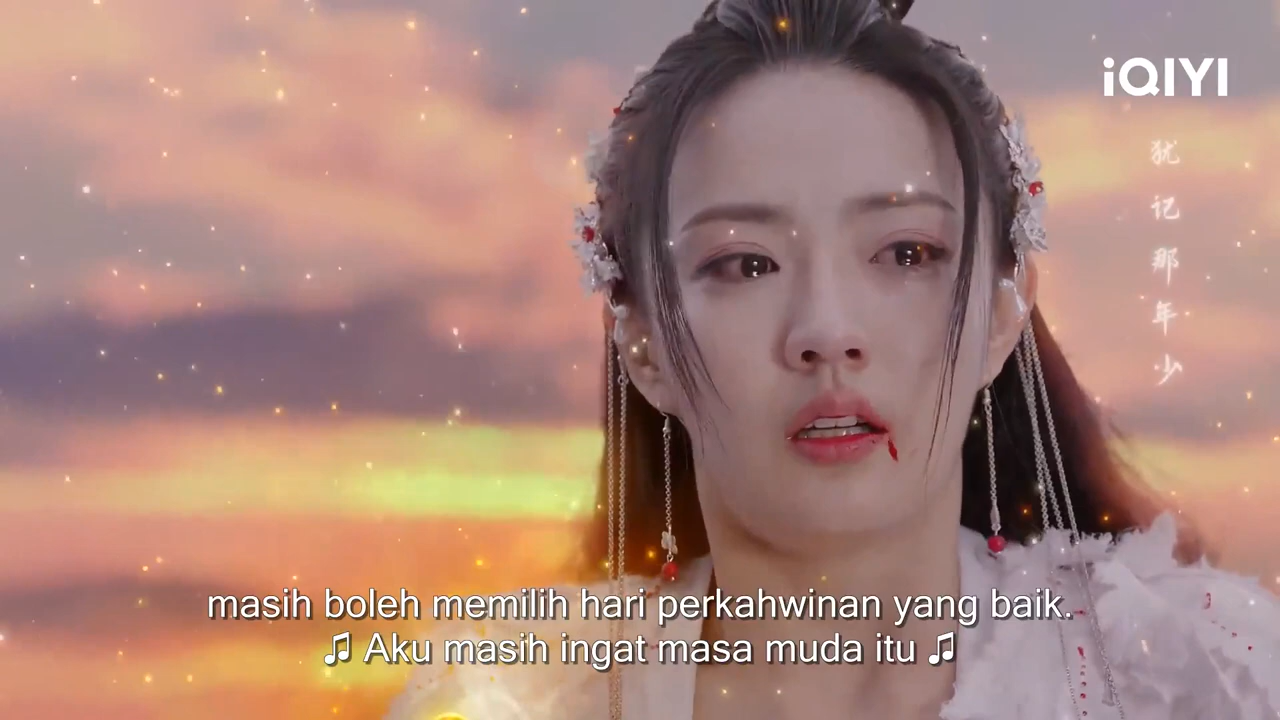 iQIYI
犹记那年少
masih boleh memilih hari perkahwinan yang baik.
♫ Aku masih ingat masa muda itu ♫